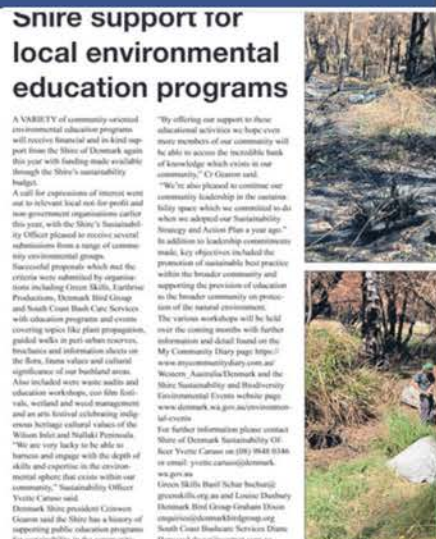 Shire support for
local environmental
education programs
A VARIETY of community-oriented
environmental education programs
will receive financial and in-kind sup-
port from the Shire of Denmark again
this year with funding made available
through the Shire's sustainability
budget.
A call for expressions of interest went
out to relevant local not-for-profit and
non-government organisations earlier
this year, with the Shire's Sustainabil-
ity Officer pleased to receive several
submissions from a range of commu-
nity environmental groups.
Successful proposals which met the
criteria were submitted by organisa-
tions including Green Skills, Earthrise
Productions, Denmark Bird Group
and South Coast Bush Care Services
with education programs and events
covering topics like plant propagation,
guided walks in peri-urban reserves,
brochures and information sheets on
the flora, fauna values and cultural
significance of our bushland areas.
Also included were waste audits and
education workshops, eco film festi-
vals, wetland and weed management
and an arts festival celebrating indig-
enous heritage cultural values of the
Wilson Inlet and Nullaki Peninsula.
"We are very lucky to be able to
harness and engage with the depth of
skills and expertise in the environ-
mental sphere that exists within our
community," Sustainability Officer
Yvette Caruso said.
Denmark Shire president Ceinwen
Gearon said the Shire has a history of
supporting public education programs
"By offering our support to these
educational activities we hope even
more members of our community will
be able to access the incredible bank
of knowledge which exists in our
community," Cr Gearon said.
"We're also pleased to continue our
community leadership in the sustaina-
bility space which we committed to do
when we adopted our Sustainability
Strategy and Action Plan a year ago."
In addition to leadership commitments
made, key objectives included the
promotion of sustainable best practice
within the broader community and
supporting the provision of education
to the broader community on protec-
tion of the natural environment.
The various workshops will be held
over the coming months with further
information and detail found on the
My Community Diary page https://
www.mycommunitydiary.com.au/
Western_Australia/Denmark and the
Shire Sustainability and Biodiversity
Environmental Events website page
www.denmark.wa.gov.au/environmen-
tal-events
For further information please contact
Shire of Denmark Sustainability Of-
ficer Yvette Caruso on (08) 9848 0346
or email: yvette.caruso@denmark.
wa.gov.au
Green Skills Basil Schur
greenskills.org.au and Louise Duxbury
Denmark Bird Group Graham Dixon
enquiries@denmarkbirdgroup.org
South Coast Bushcare Services Diane